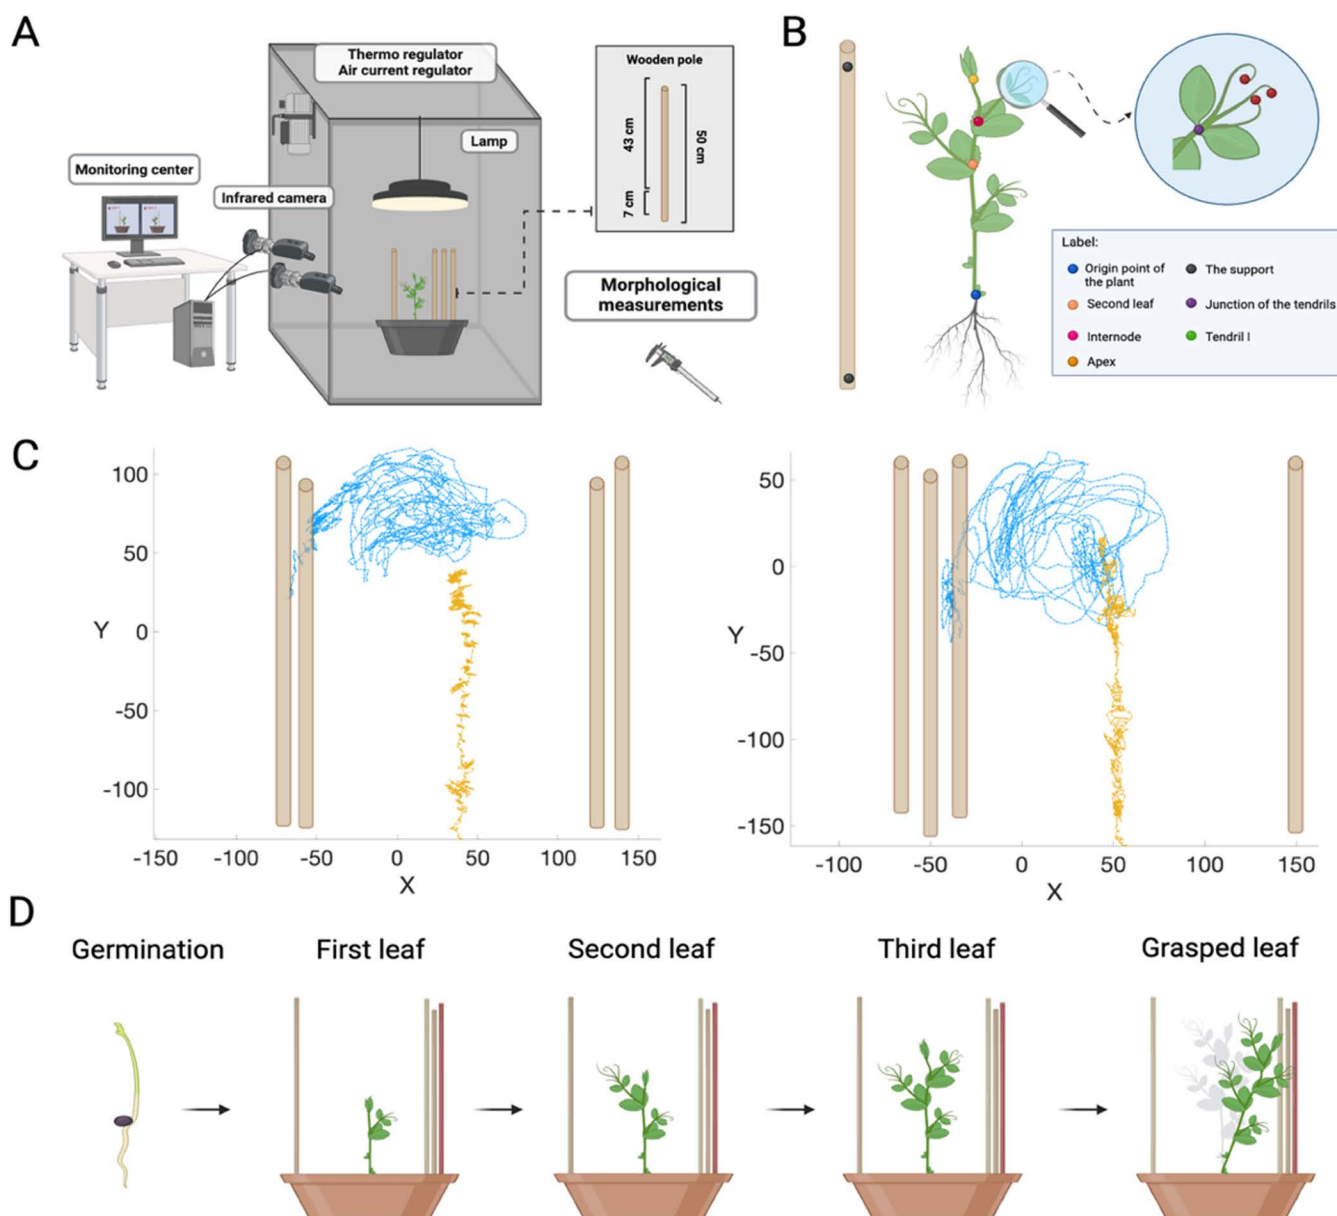 A
Thermo regulator
Air current regulator
Lamp
Monitoring center
Infrared camera
Wooden pole
43 cm
7 cm
50 cm
Morphological
measurements
B
Label:
Origin point of
the plant
Second leaf
Internode
Apex
The support
Junction of the tendrils
Tendril I
C
100
50
0
-50
-100
Y
-150
-100
-50
0
50
100
150
X
50
0
-50
-100
-150
Y
-100
-50
0
50
100
150
X
D
Germination
First leaf
Second leaf
Third leaf
Grasped leaf